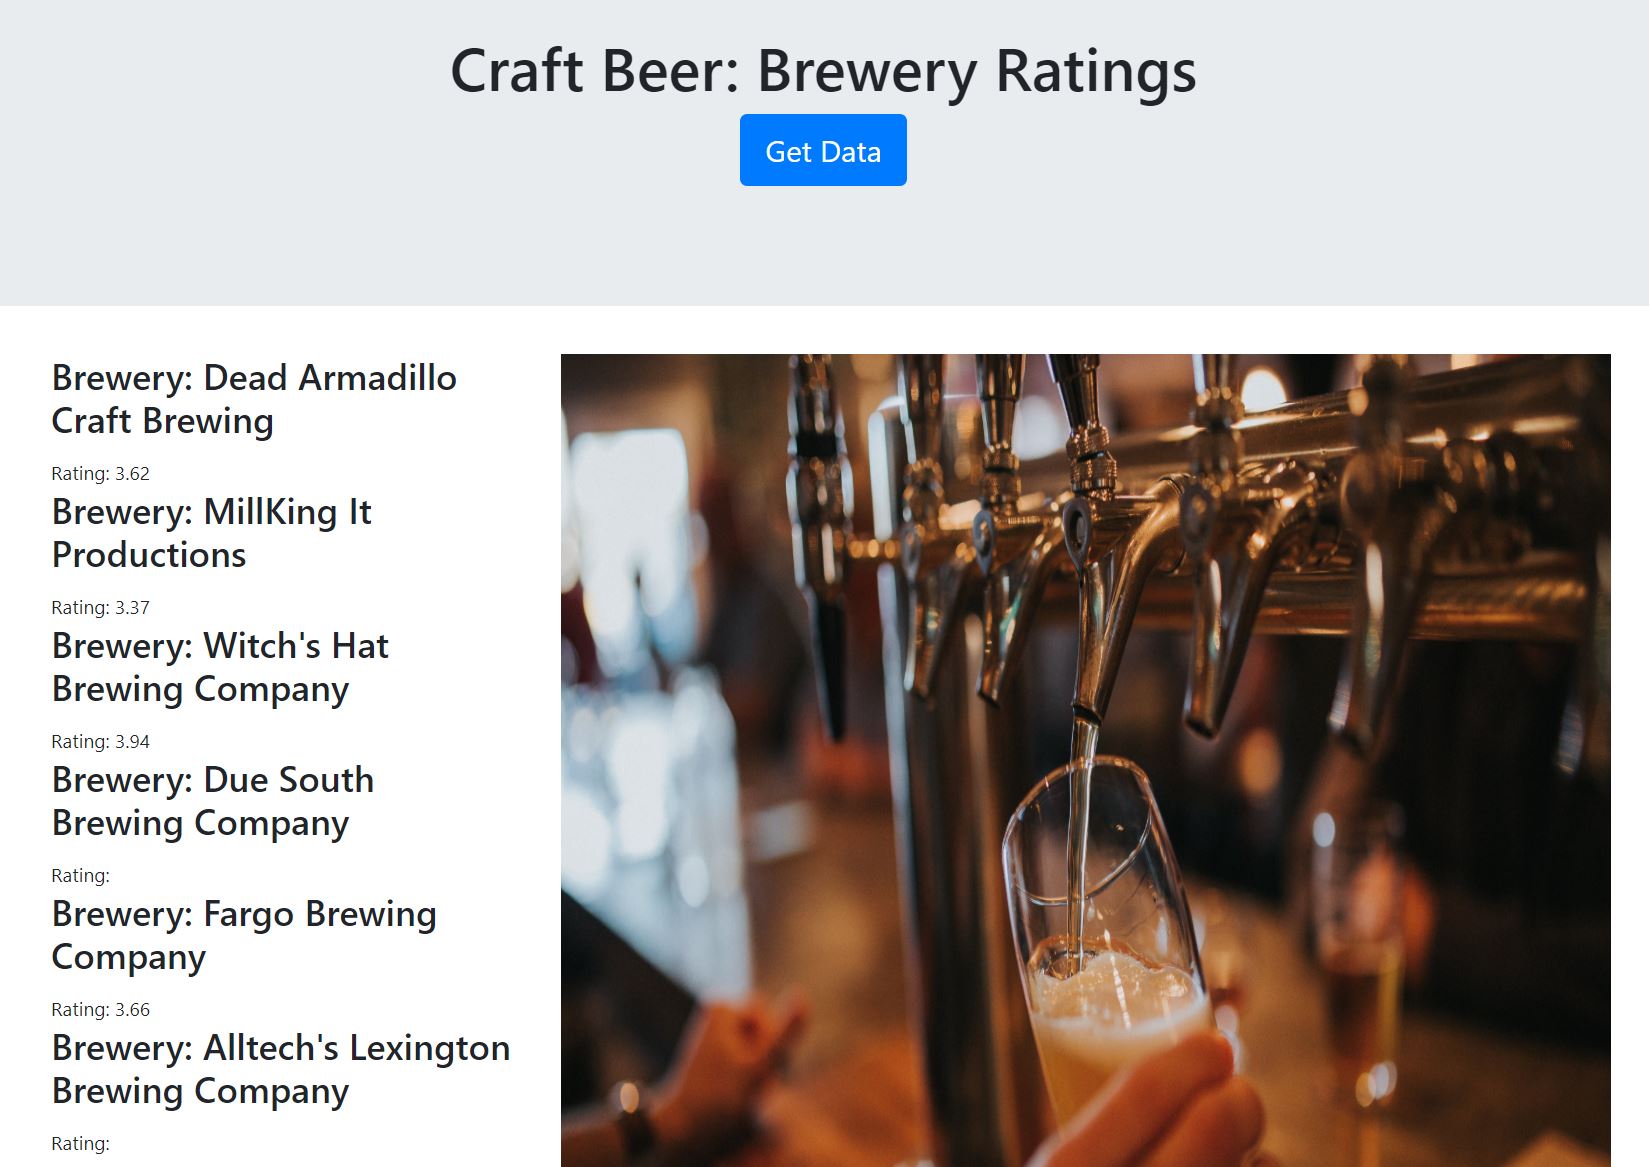 Craft Beer: Brewery Ratings
Get Data
Brewery: Dead Armadillo
Craft Brewing
Rating: 3.62
Brewery: MillKing It
Productions
Rating: 3.37
Brewery: Witch's Hat
Brewing Company
Rating: 3.94
Brewery: Due South
Brewing Company
Rating:
Brewery: Fargo Brewing
Company
Rating: 3.66
Brewery: Alltech's Lexington
Brewing Company
Rating: